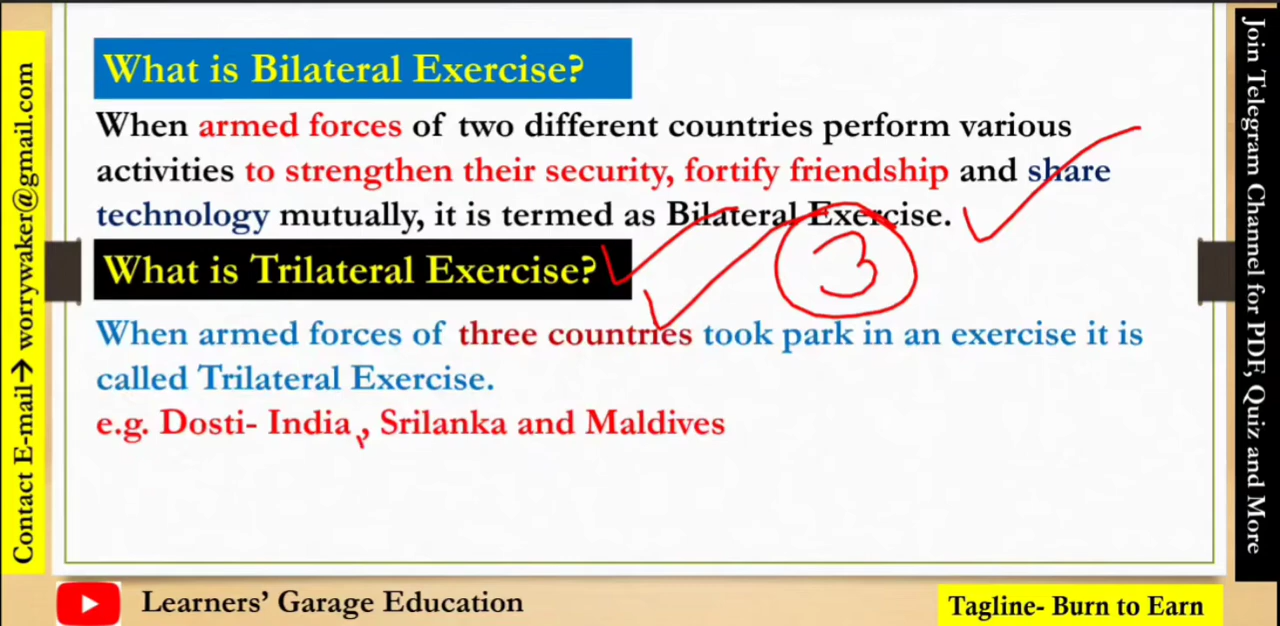 What is Bilateral Exercise?
When armed forces of two different countries perform various
activities to strengthen their security, fortify friendship and share
technology mutually, it is termed as Bilateral Exercise.
What is Trilateral Exercise?
3
When armed forces of three countries took park in an exercise it is
called Trilateral Exercise.
e.g. Dosti- India , Srilanka and Maldives
Contact E-mail→ worrywaker@gmail.com
Join Telegram Channel for PDF, Quiz and More
Learners' Garage Education
Tagline- Burn to Earn